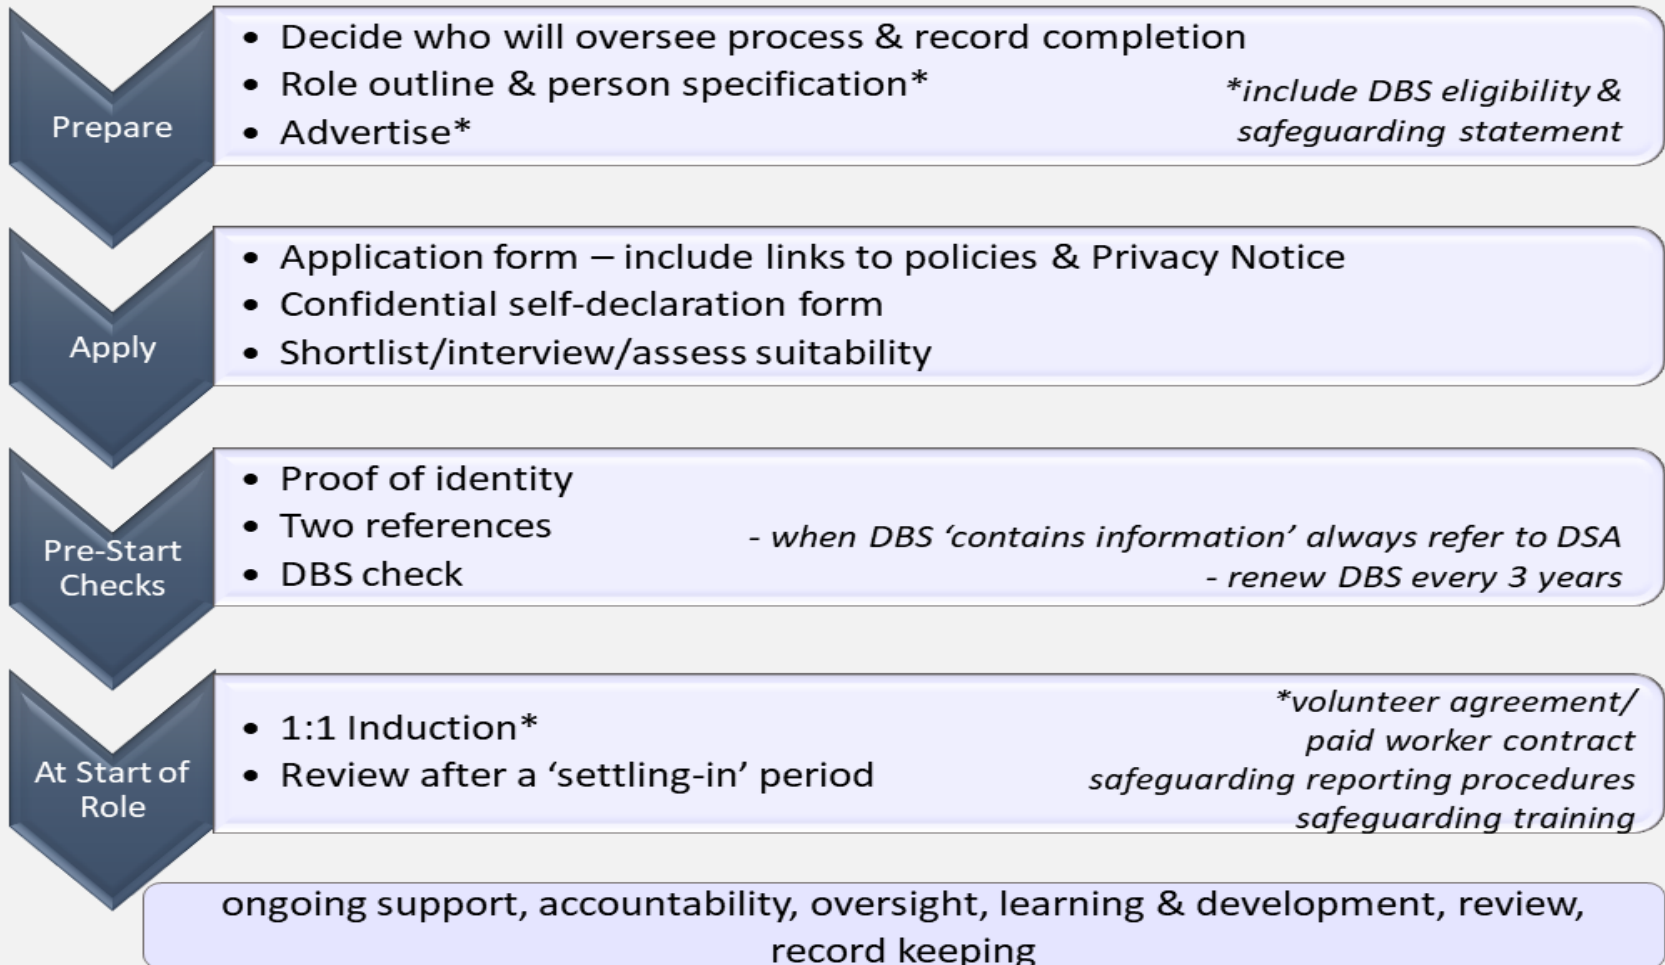 Prepare
• Decide who will oversee process & record completion
• Role outline & person specification*
• Advertise*
*include DBS eligibility &
safeguarding statement
Apply
• Application form – include links to policies & Privacy Notice
• Confidential self-declaration form
• Shortlist/interview/assess suitability
Pre-Start
Checks
• Proof of identity
• Two references
• DBS check
- when DBS ‘contains information’ always refer to DSA
- renew DBS every 3 years
At Start of
Role
• 1:1 Induction*
• Review after a ‘settling-in’ period
*volunteer agreement/
paid worker contract
safeguarding reporting procedures
safeguarding training
ongoing support, accountability, oversight, learning & development, review,
record keeping